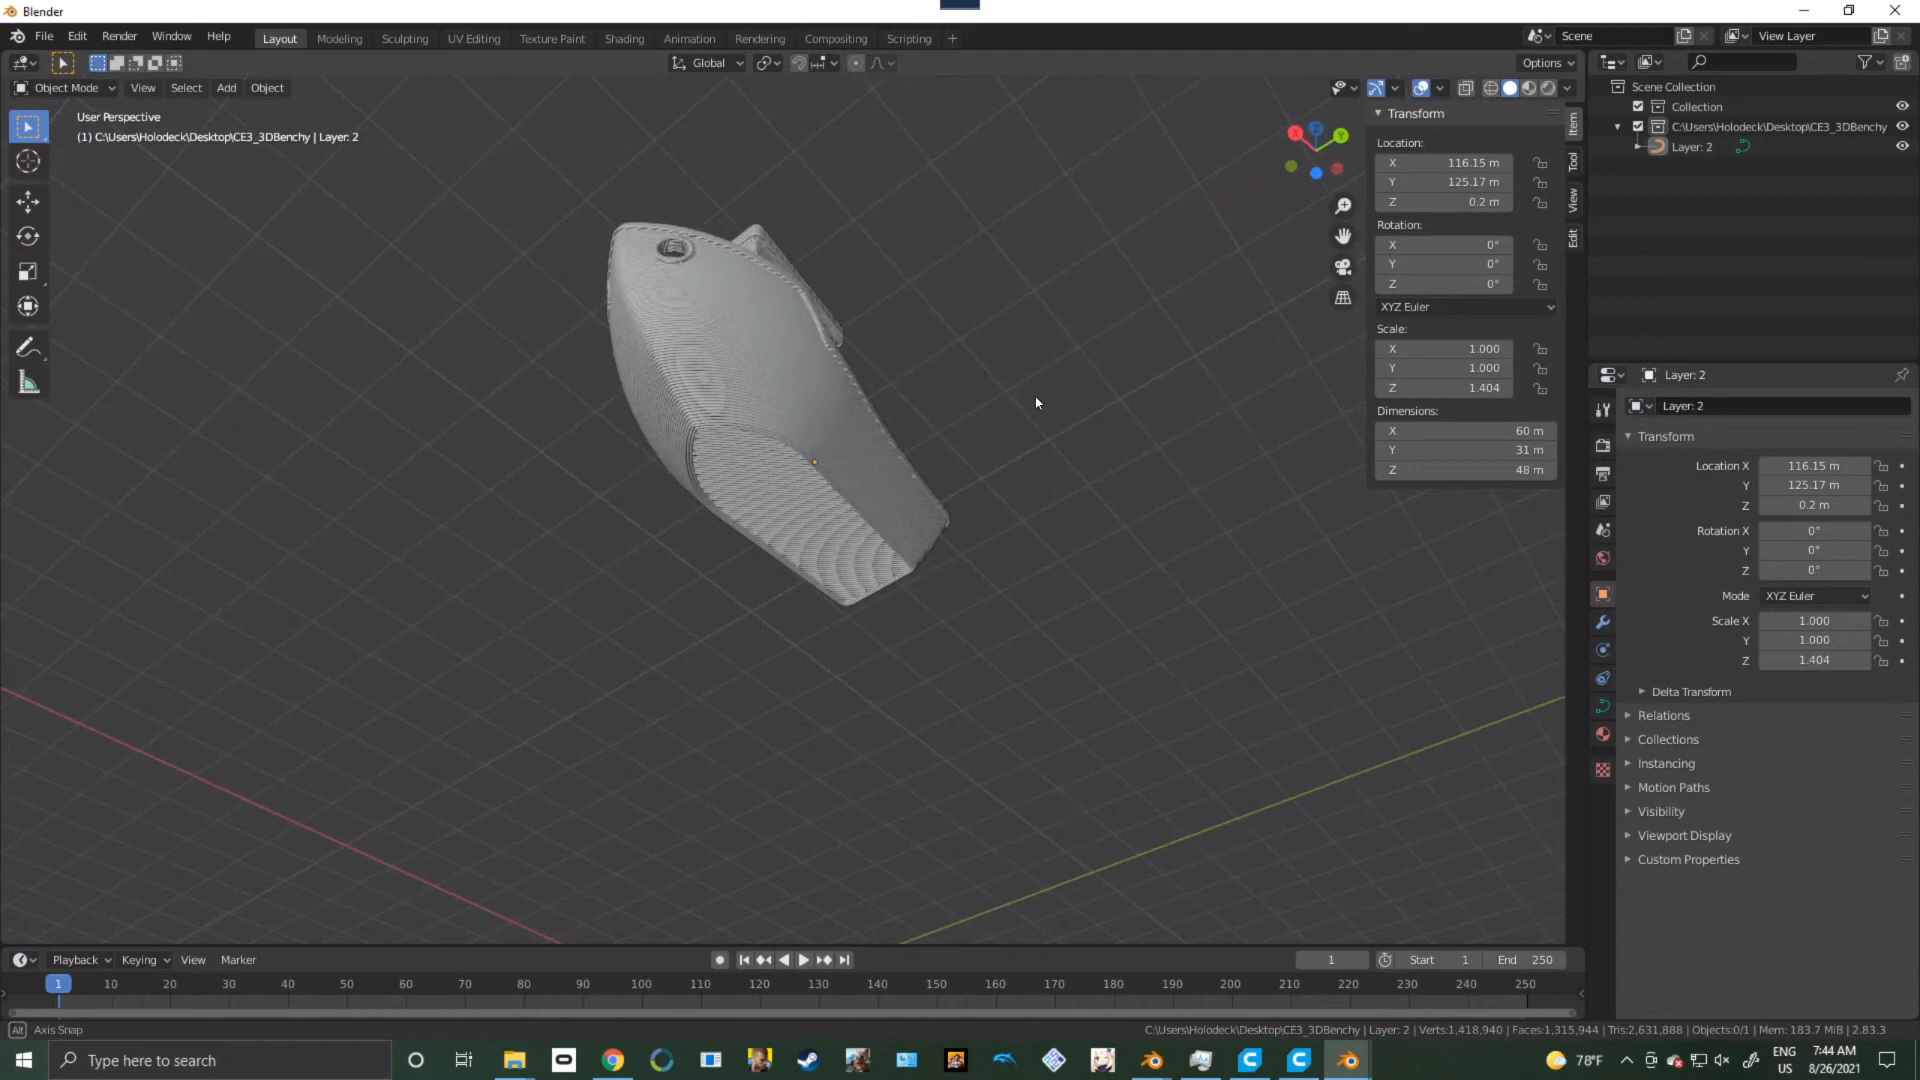 Blender
File Edit Render Window Help
Layout Modeling Sculpting UV Editing Texture Paint Shading Animation Rendering Compositing Scripting +
Scene
View Layer
Global
Options
Object Mode View Select Add Object
User Perspective
(1) C:\Users\Holodeck\Desktop\CE3_3DBenchy | Layer: 2
X
Y
Z
Transform
Location:
X 116.15 m
Y 125.17 m
Z 0.2 m
Rotation:
X 0°
Y 0°
Z 0°
XYZ Euler
Scale:
X 1.000
Y 1.000
Z 1.404
Dimensions:
X 60 m
Y 31 m
Z 48 m
Item
Tool
View
Edit
Scene Collection
Collection
C:\Users\Holodeck\Desktop\CE3_3DBenchy
Layer: 2
Layer: 2
Layer: 2
Transform
Location X 116.15 m
Y 125.17 m
Z 0.2 m
Rotation X 0°
Y 0°
Z 0°
Mode XYZ Euler
Scale X 1.000
Y 1.000
Z 1.404
Delta Transform
Relations
Collections
Instancing
Motion Paths
Visibility
Viewport Display
Custom Properties
Playback Keying View Marker
1 Start 1 End 250
1 10 20 30 40 50 60 70 80 90 100 110 120 130 140 150 160 170 180 190 200 210 220 230 240 250
Alt Axis Snap
C:\Users\Holodeck\Desktop\CE3_3DBenchy | Layer: 2 | Verts:1,418,940 | Faces:1,315,944 | Tris:2,631,888 | Objects:0/1 | Mem: 183.7 MiB | 2.83.3
Type here to search
78°F
ENG
US
7:44 AM
8/26/2021